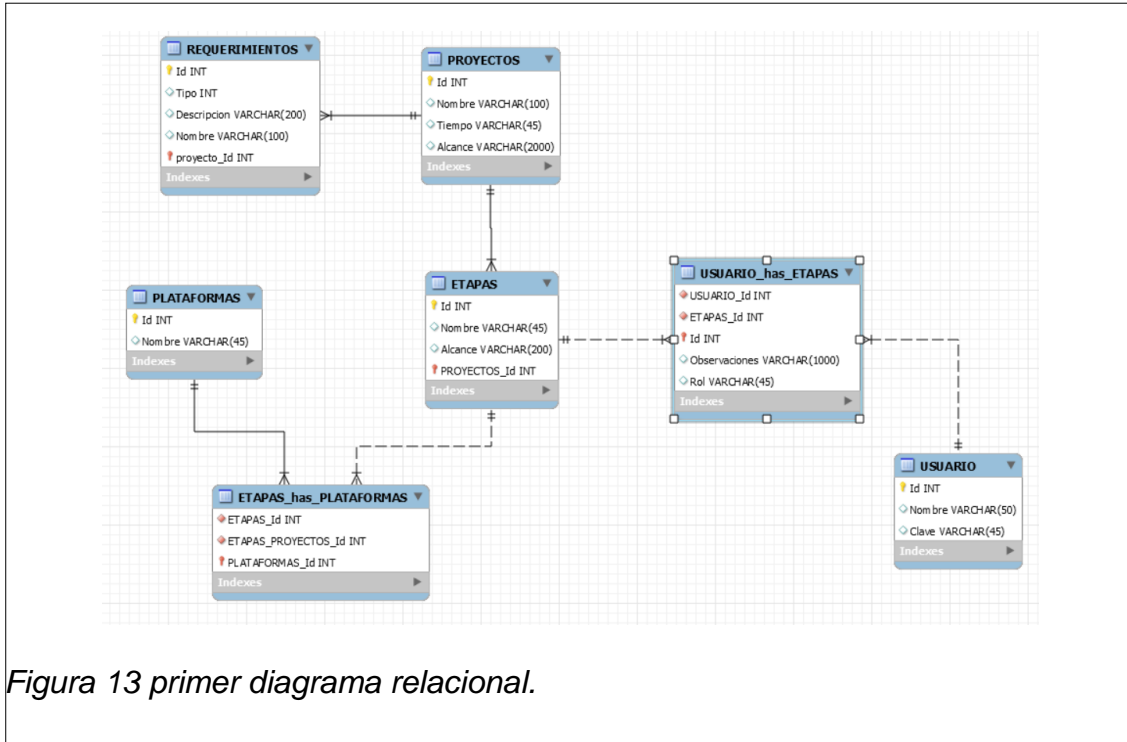 REQUERIMIENTOS
Id INT
Tipo INT
Descripcion VARCHAR(200)
Nombre VARCHAR(100)
proyecto_Id INT
Indexes
PROYECTOS
Id INT
Nombre VARCHAR(100)
Tiempo VARCHAR(45)
Alcance VARCHAR(2000)
Indexes
PLATAFORMAS
Id INT
Nombre VARCHAR(45)
Indexes
ETAPAS
Id INT
Nombre VARCHAR(45)
Alcance VARCHAR(200)
PROYECTOS_Id INT
Indexes
USUARIO_has_ETAPAS
USUARIO_Id INT
ETAPAS_Id INT
Id INT
Observaciones VARCHAR(1000)
Rol VARCHAR(45)
Indexes
ETAPAS_has_PLATAFORMAS
ETAPAS_Id INT
ETAPAS_PROYECTOS_Id INT
PLATAFORMAS_Id INT
Indexes
USUARIO
Id INT
Nombre VARCHAR(50)
Clave VARCHAR(45)
Indexes
Figura 13 primer diagrama relacional.